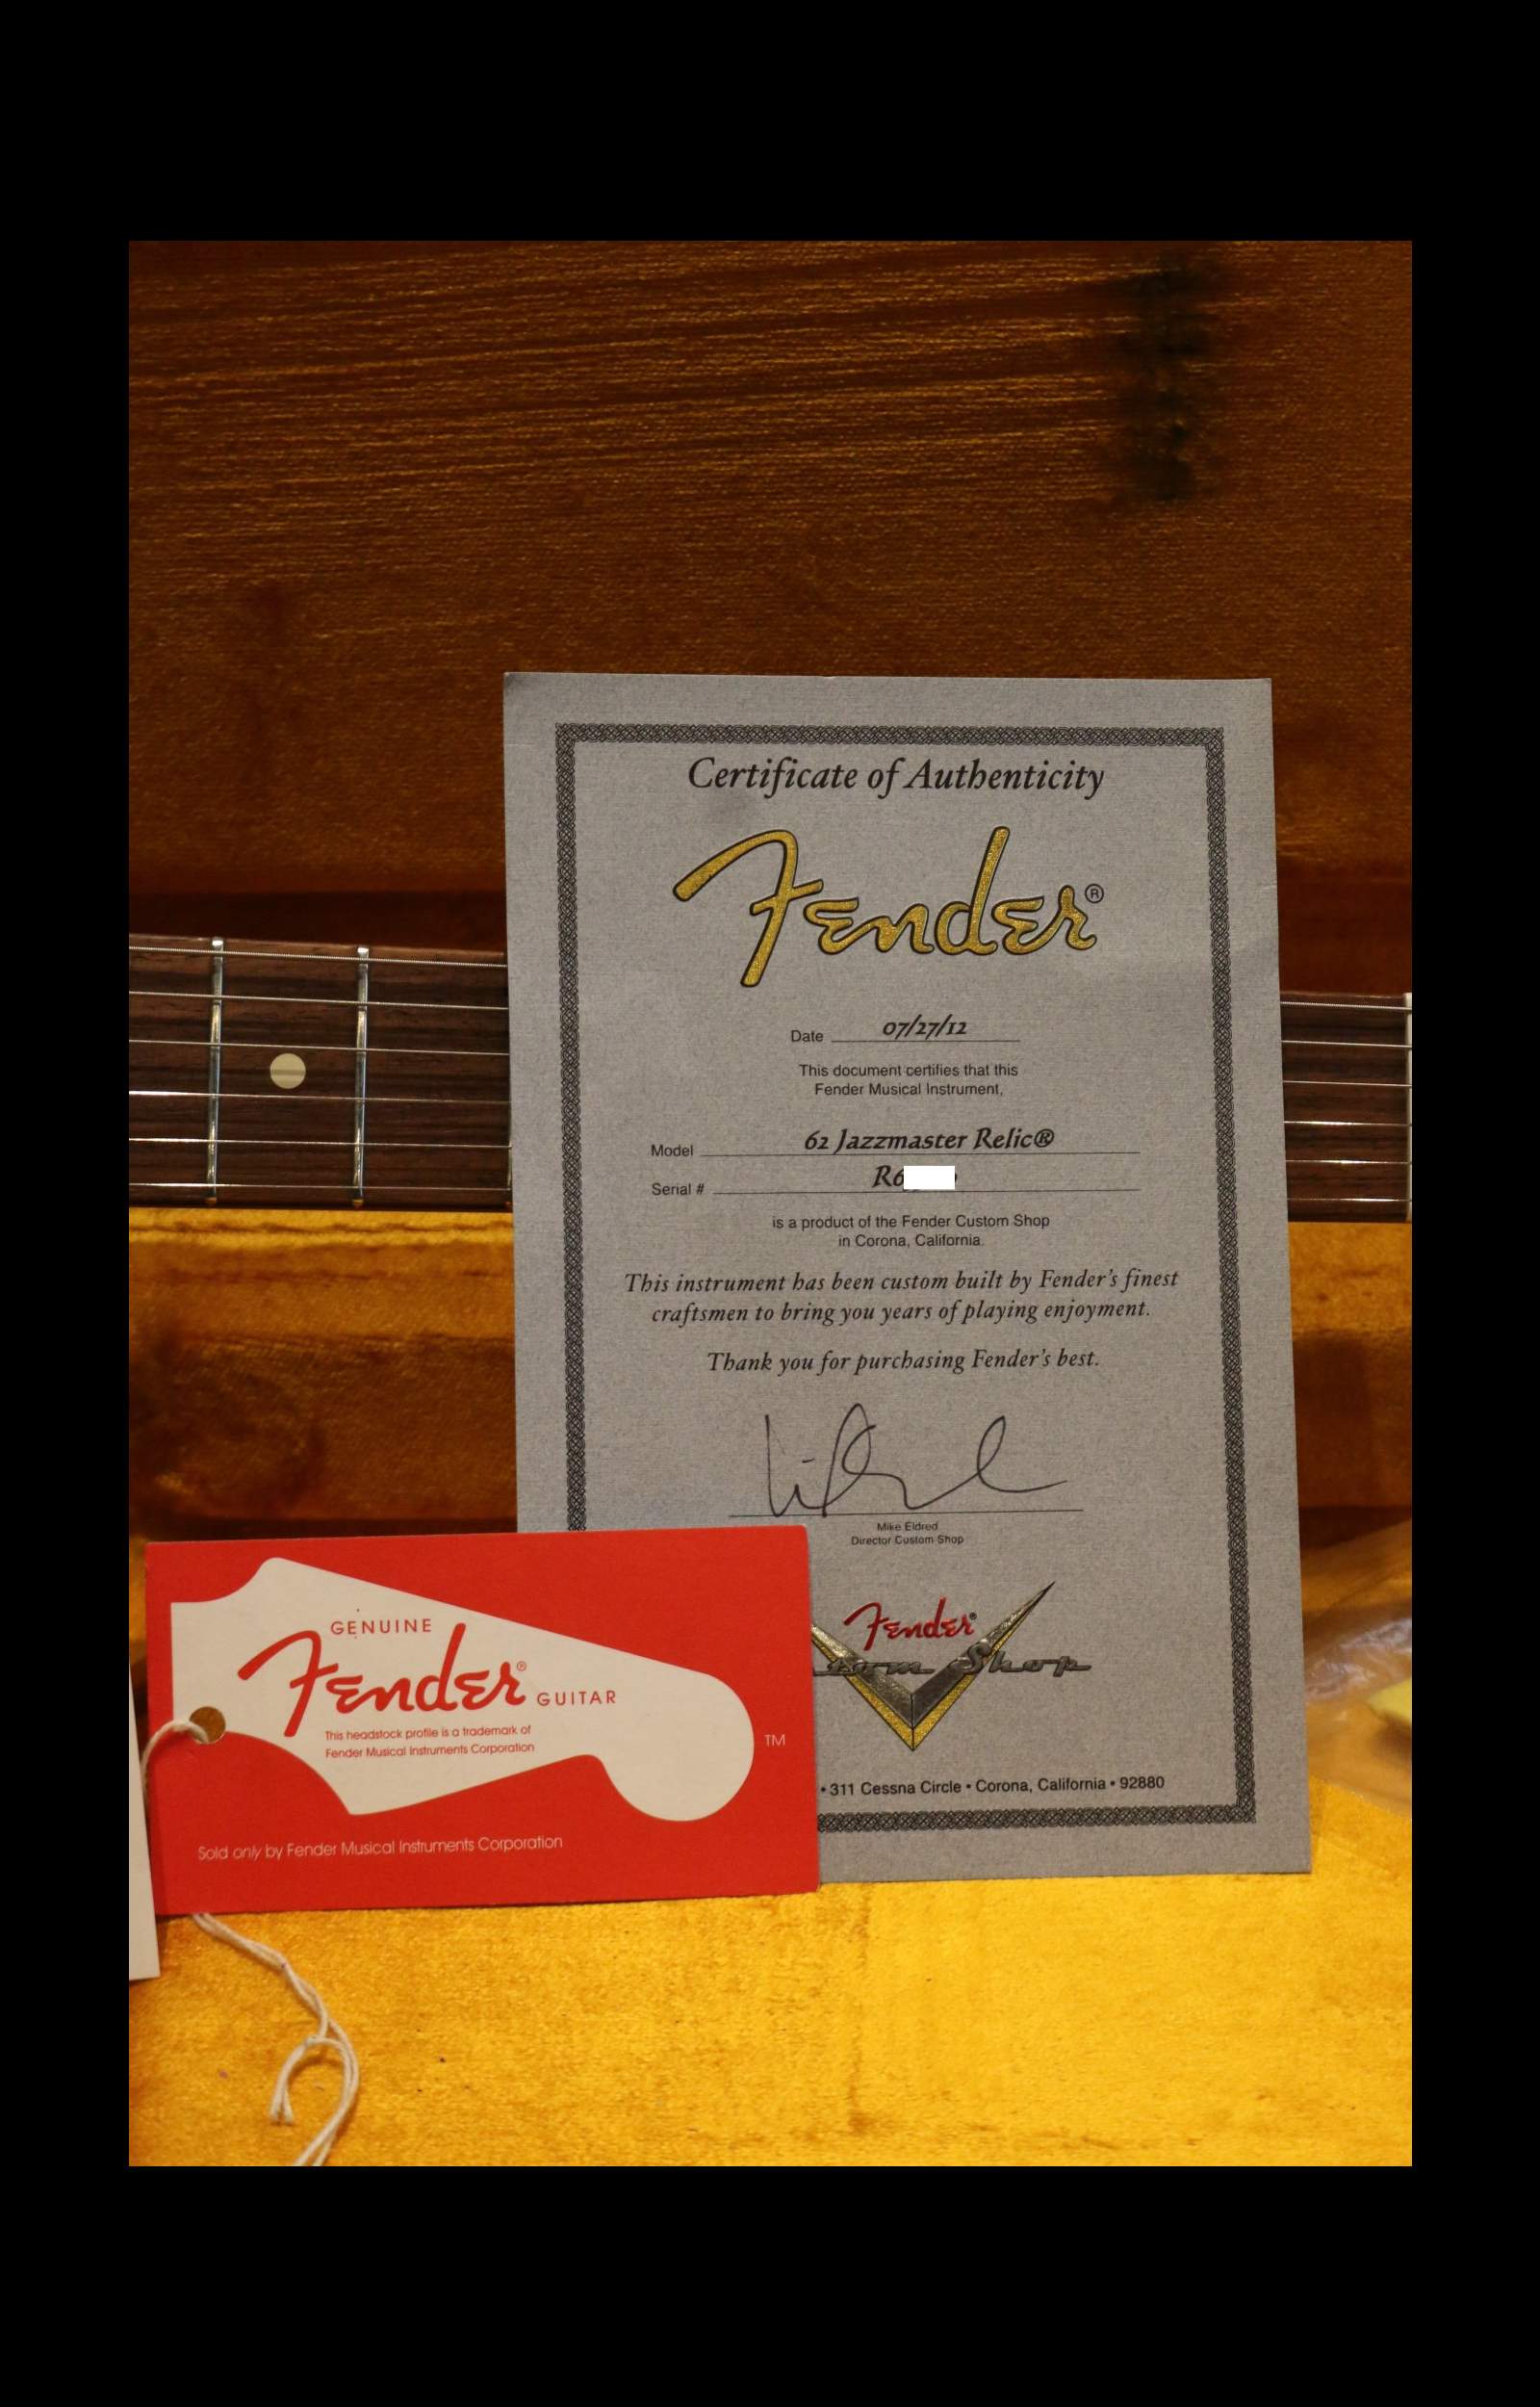 Certificate of Authenticity
Fender®
Date 07/27/12
This document certifies that this
Fender Musical Instrument,
Model 62 Jazzmaster Relic®
Serial # R6
is a product of the Fender Custom Shop
in Corona, California.
This instrument has been custom built by Fender's finest
craftsmen to bring you years of playing enjoyment.
Thank you for purchasing Fender's best.
Mike Eldred
Director Custom Shop
Fender®
Shop
• 311 Cessna Circle • Corona, California • 92880
GENUINE
Fender® GUITAR
This headstock profile is a trademark of
Fender Musical Instruments Corporation
TM
Sold only by Fender Musical Instruments Corporation